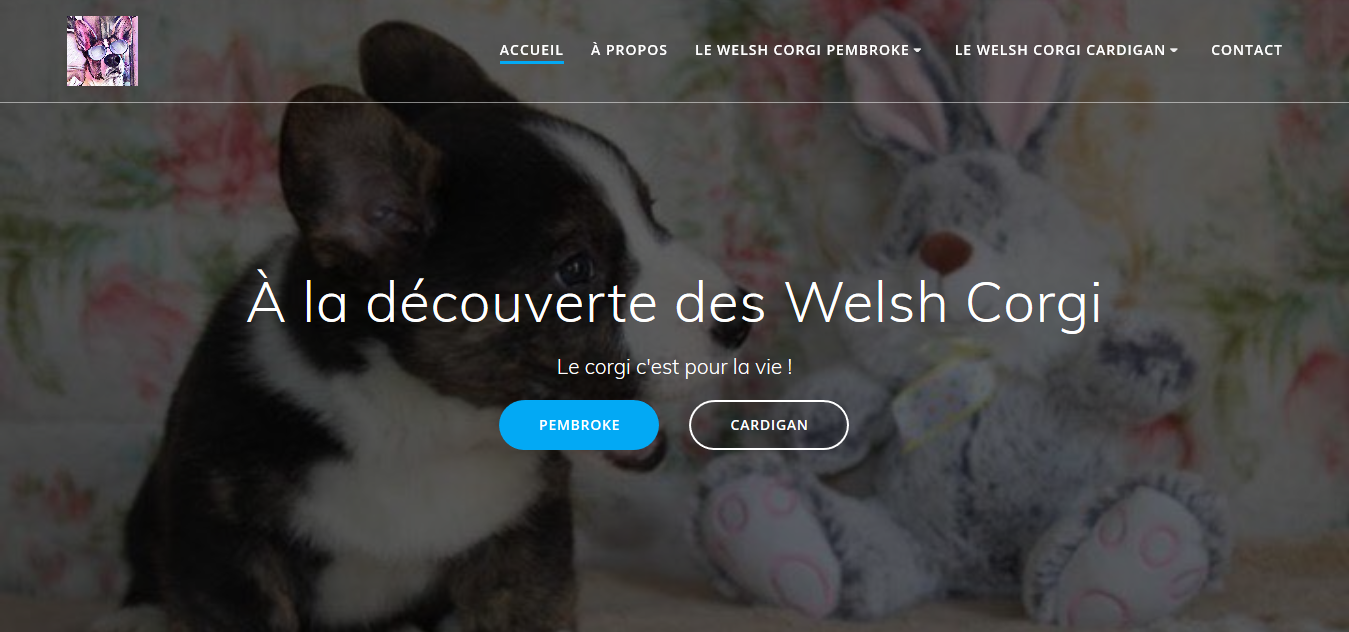 ACCUEIL À PROPOS LE WELSH CORGI PEMBROKE LE WELSH CORGI CARDIGAN CONTACT
À la découverte des Welsh Corgi
Le corgi c'est pour la vie !
PEMBROKE CARDIGAN